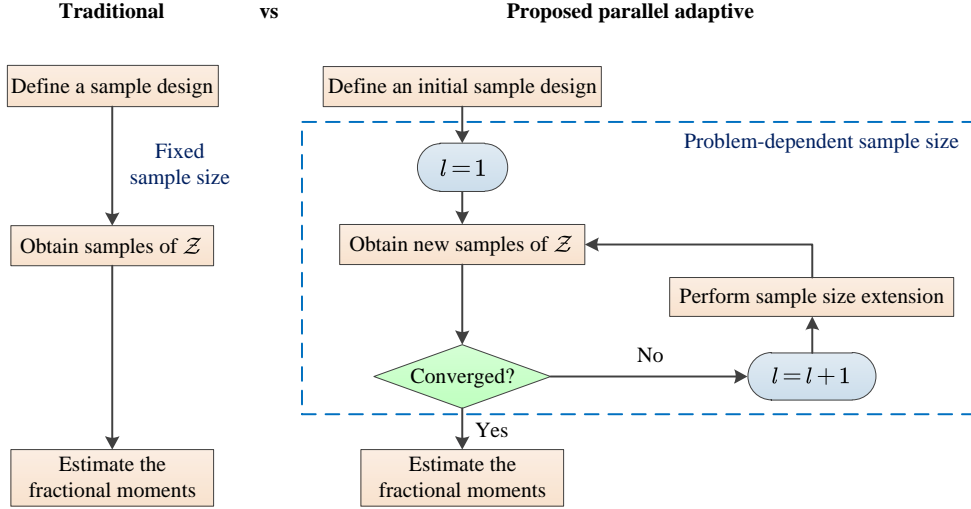 Traditional vs Proposed parallel adaptive
Define a sample design
Fixed
sample size
Obtain samples of 𝒵
Estimate the
fractional moments
Define an initial sample design
Problem-dependent sample size
l = 1
Obtain new samples of 𝒵
Perform sample size extension
Converged?
No
l = l + 1
Yes
Estimate the
fractional moments